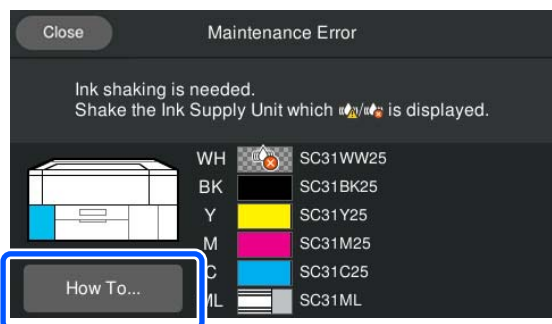 Close
Maintenance Error
Ink shaking is needed.
Shake the Ink Supply Unit which / is displayed.
WH SC31WW25
BK SC31BK25
Y SC31Y25
M SC31M25
C SC31C25
ML SC31ML
How To...